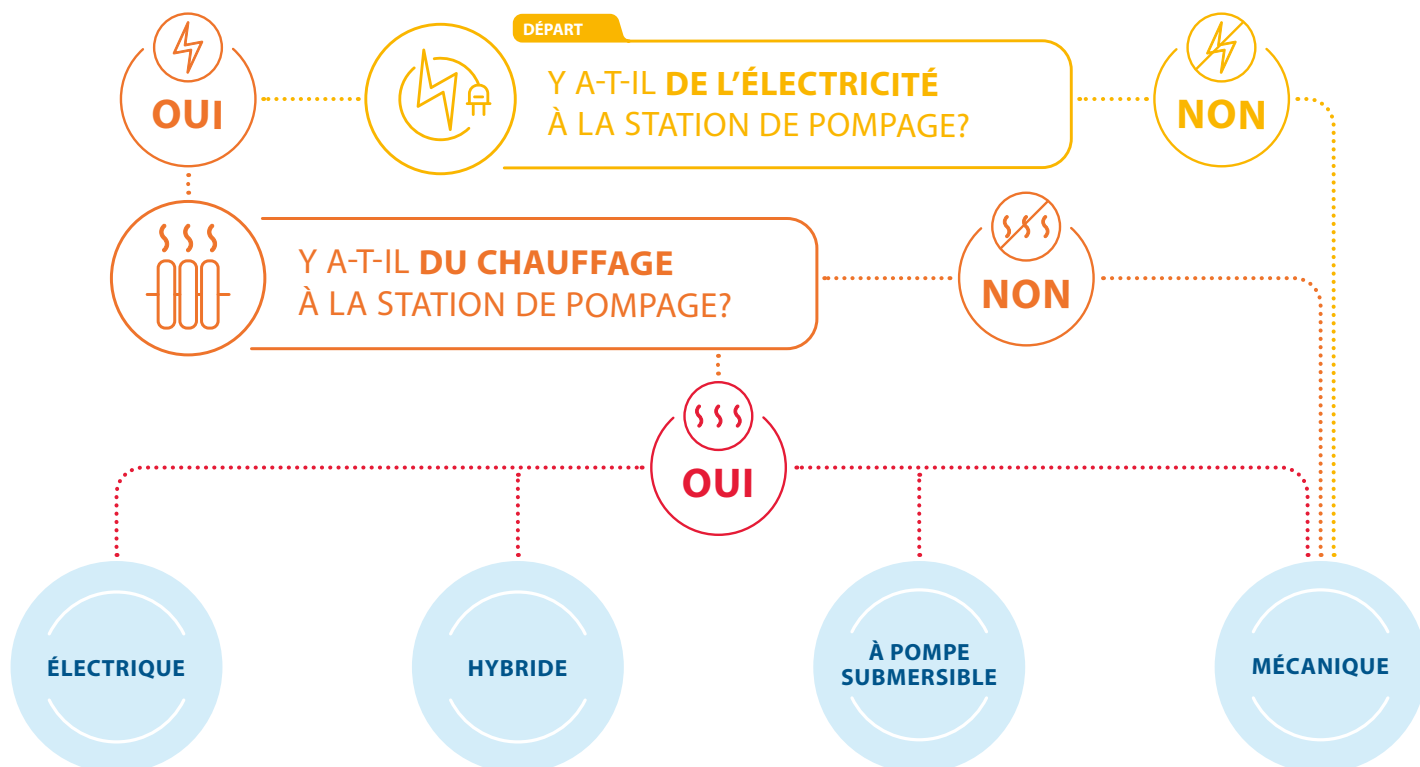 DÉPART
OUI
Y A-T-IL DE L’ÉLECTRICITÉ
À LA STATION DE POMPAGE?
NON
Y A-T-IL DU CHAUFFAGE
À LA STATION DE POMPAGE?
NON
OUI
ÉLECTRIQUE
HYBRIDE
À POMPE
SUBMERSIBLE
MÉCANIQUE